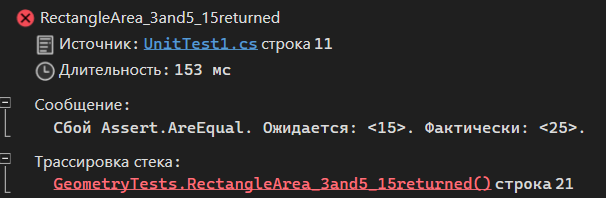 RectangleArea_3and5_15returned
Источник: UnitTest1.cs строка 11
Длительность: 153 мс
Сообщение:
Сбой Assert.AreEqual. Ожидается: <15>. Фактически: <25>.
Трассировка стека:
GeometryTests.RectangleArea_3and5_15returned() строка 21